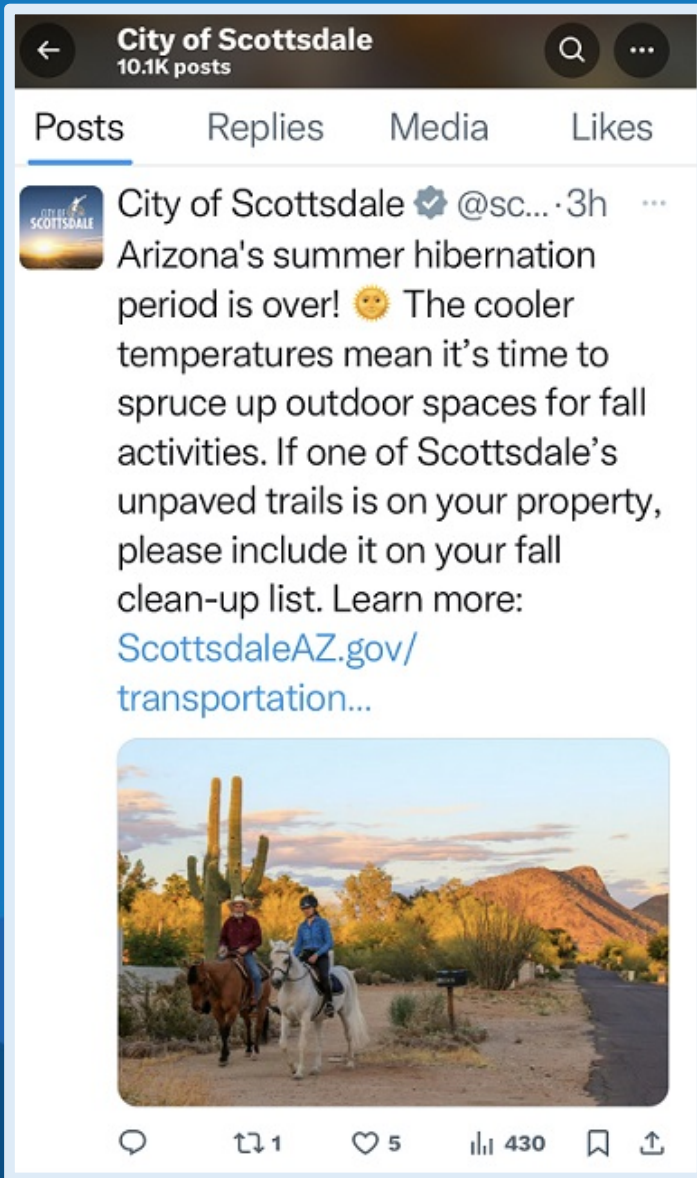 City of Scottsdale
10.1K posts
Posts Replies Media Likes
CITY OF
SCOTTSDALE
City of Scottsdale @sc... · 3h
Arizona's summer hibernation
period is over! 🌞 The cooler
temperatures mean it’s time to
spruce up outdoor spaces for fall
activities. If one of Scottsdale’s
unpaved trails is on your property,
please include it on your fall
clean-up list. Learn more:
ScottsdaleAZ.gov/
transportation...
1 5 430